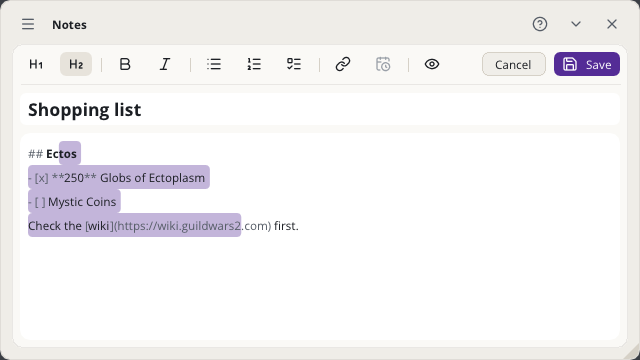 Notes
H1 H2 B I Cancel Save
Shopping list
## Ectos
- [x] **250** Globs of Ectoplasm
- [ ] Mystic Coins
Check the [wiki](https://wiki.guildwars2.com) first.